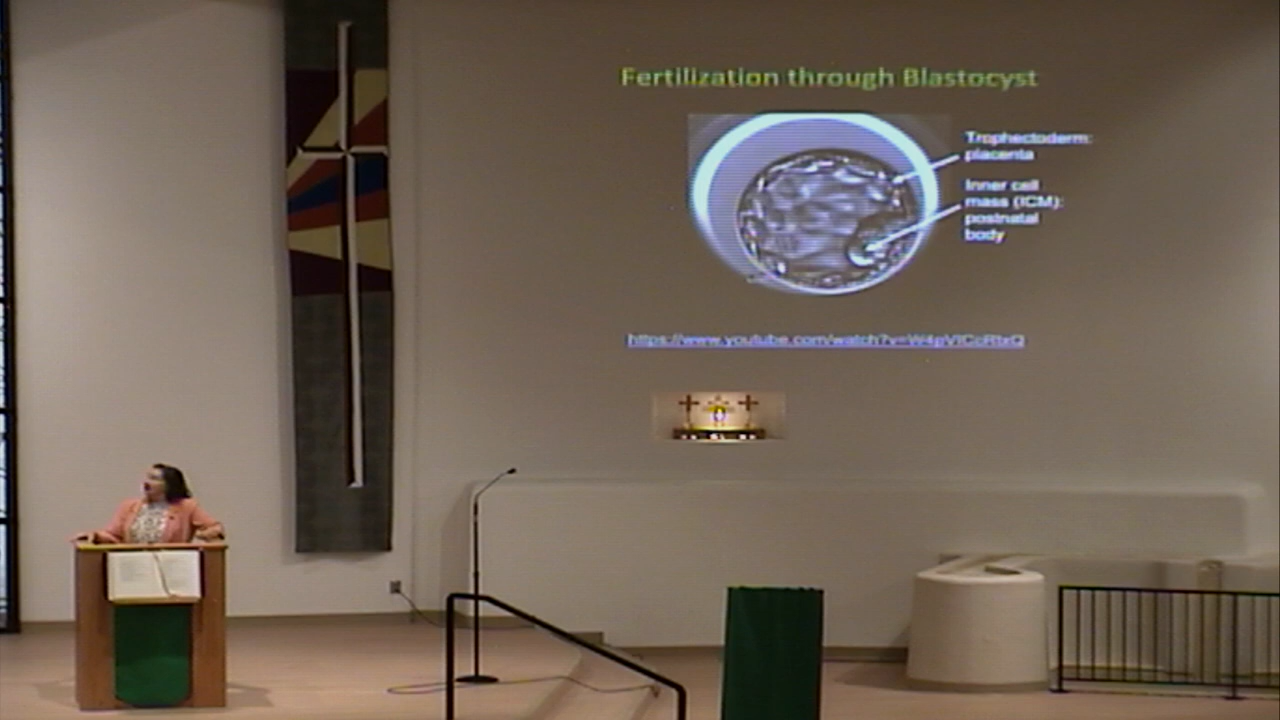 Fertilization through Blastocyst
Trophectoderm:
placenta
Inner cell
mass (ICM):
postnatal
body